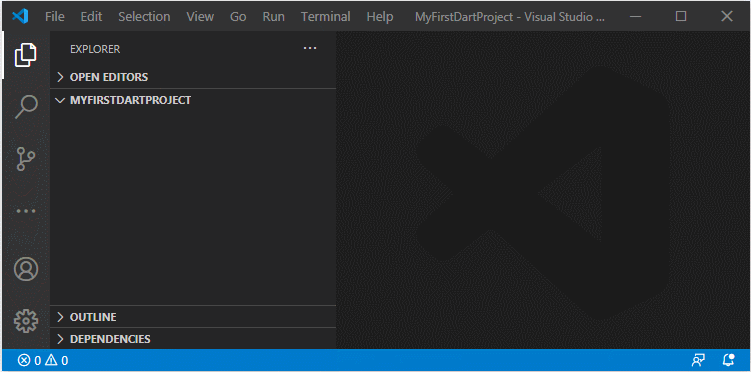 File Edit Selection View Go Run Terminal Help MyFirstDartProject - Visual Studio ...
EXPLORER
OPEN EDITORS
MYFIRSTDARTPROJECT
OUTLINE
DEPENDENCIES
0 0